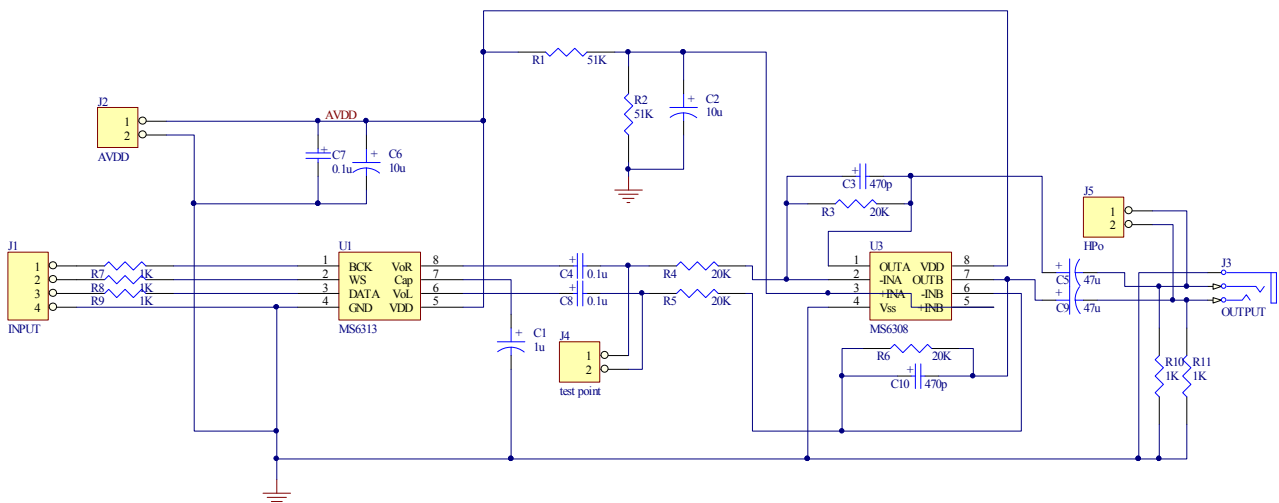 R1 51K
R2 51K
C2 10u
J2
1
2
AVDD
AVDD
C7 0.1u
C6 10u
C3 470p
R3 20K
J5
1
2
HPo
J1
1
2
3
4
INPUT
R7 1K
R8 1K
R9 1K
U1
1 BCK VoR 8
2 WS Cap 7
3 DATA VoL 6
4 GND VDD 5
MS6313
C4 0.1u
C8 0.1u
R4 20K
R5 20K
U3
1 OUTA VDD 8
2 -INA OUTB 7
3 +INA -INB 6
4 Vss +INB 5
MS6308
C5 47u
C9 47u
J3
OUTPUT
C1 1u
J4
1
2
test point
R6 20K
C10 470p
R10 1K
R11 1K